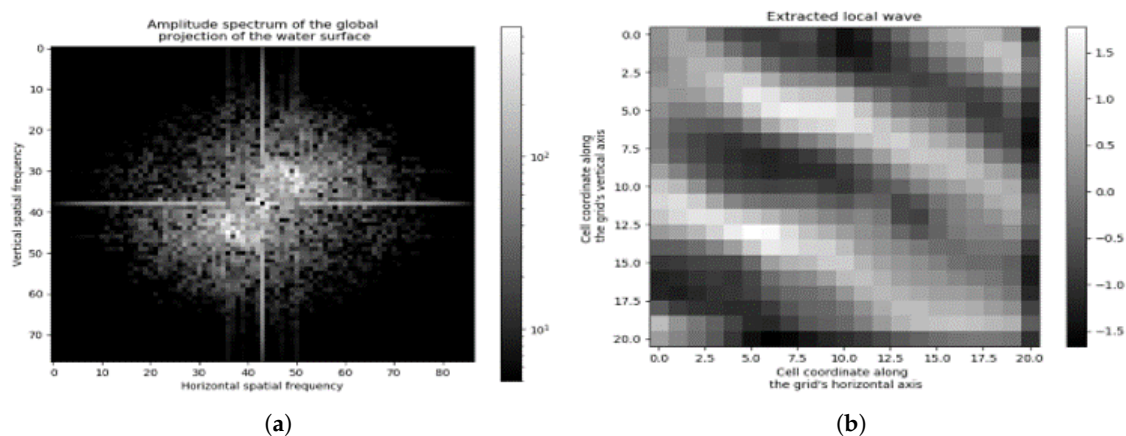 Amplitude spectrum of the global
projection of the water surface
0
10
20
30
40
50
60
70
Vertical spatial frequency
0 10 20 30 40 50 60 70 80
Horizontal spatial frequency
10²
10¹
(a)
Extracted local wave
0.0
2.5
5.0
7.5
10.0
12.5
15.0
17.5
20.0
Cell coordinate along
the grid's vertical axis
0.0 2.5 5.0 7.5 10.0 12.5 15.0 17.5 20.0
Cell coordinate along
the grid's horizontal axis
1.5
1.0
0.5
0.0
−0.5
−1.0
−1.5
(b)